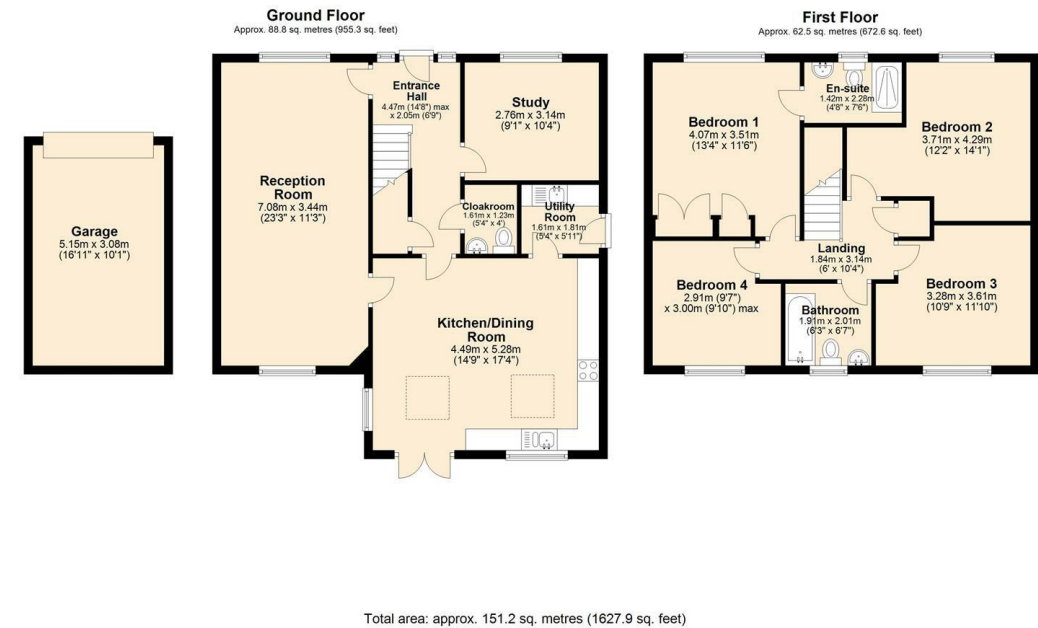 Ground Floor
Approx. 88.8 sq. metres (955.3 sq. feet)
Garage
5.15m x 3.08m
(16'11" x 10'1")
Reception
Room
7.08m x 3.44m
(23'3" x 11'3")
Entrance
Hall
4.47m (14'8") max
x 2.05m (6'9")
Study
2.76m x 3.14m
(9'1" x 10'4")
Cloakroom
1.61m x 1.23m
(5'4" x 4')
Utility
Room
1.61m x 1.81m
(5'4" x 5'11")
Kitchen/Dining
Room
4.49m x 5.28m
(14'9" x 17'4")
First Floor
Approx. 62.5 sq. metres (672.6 sq. feet)
Bedroom 1
4.07m x 3.51m
(13'4" x 11'6")
En-suite
1.42m x 2.28m
(4'8" x 7'6")
Bedroom 2
3.71m x 4.29m
(12'2" x 14'1")
Landing
1.84m x 3.14m
(6' x 10'4")
Bedroom 4
2.91m (9'7")
x 3.00m (9'10") max
Bathroom
1.91m x 2.01m
(6'3" x 6'7")
Bedroom 3
3.28m x 3.61m
(10'9" x 11'10")
Total area: approx. 151.2 sq. metres (1627.9 sq. feet)